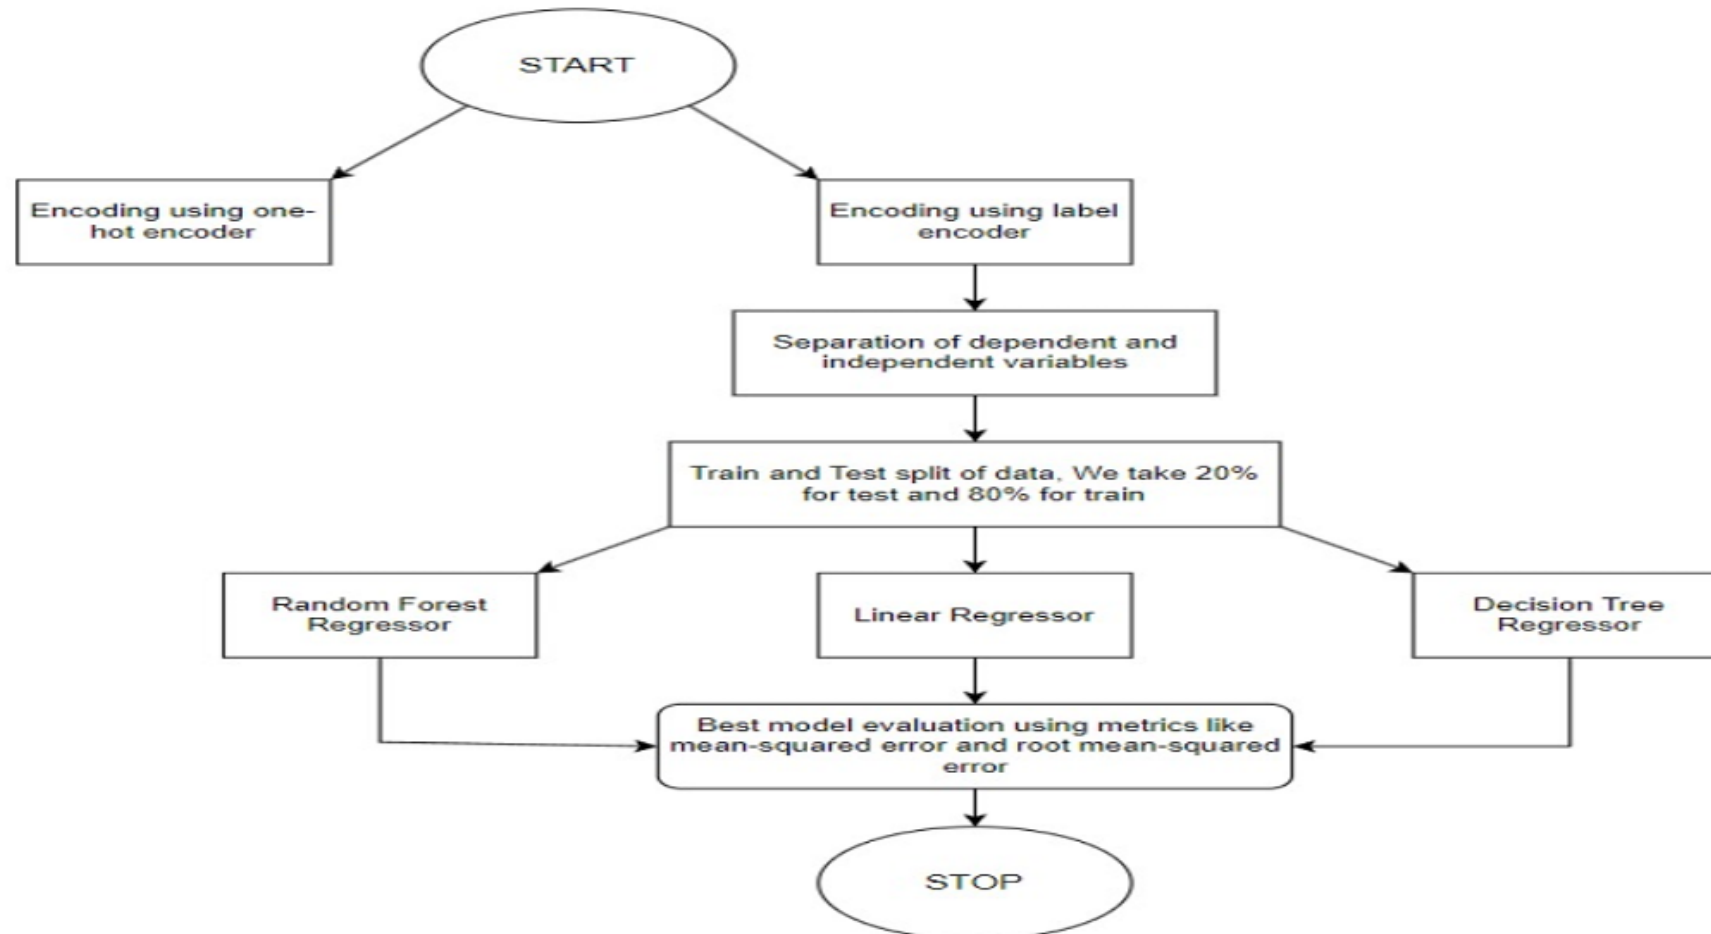 START
Encoding using one-
hot encoder
Encoding using label
encoder
Separation of dependent and
independent variables
Train and Test split of data, We take 20%
for test and 80% for train
Random Forest
Regressor
Linear Regressor
Decision Tree
Regressor
Best model evaluation using metrics like
mean-squared error and root mean-squared
error
STOP